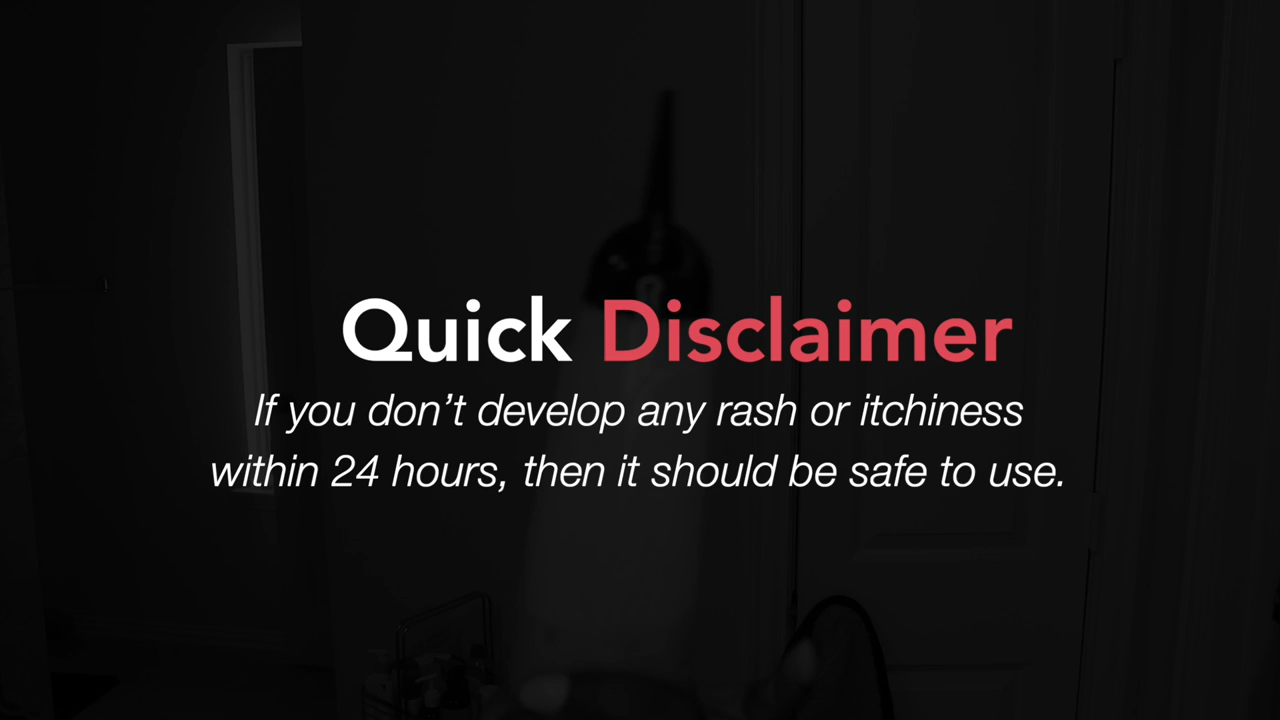 Quick Disclaimer
If you don’t develop any rash or itchiness
within 24 hours, then it should be safe to use.